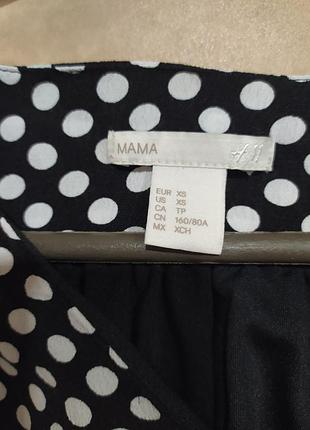 MAMA H&M
EUR XS
US XS
CA TP
CN 160/80A
MX XCH